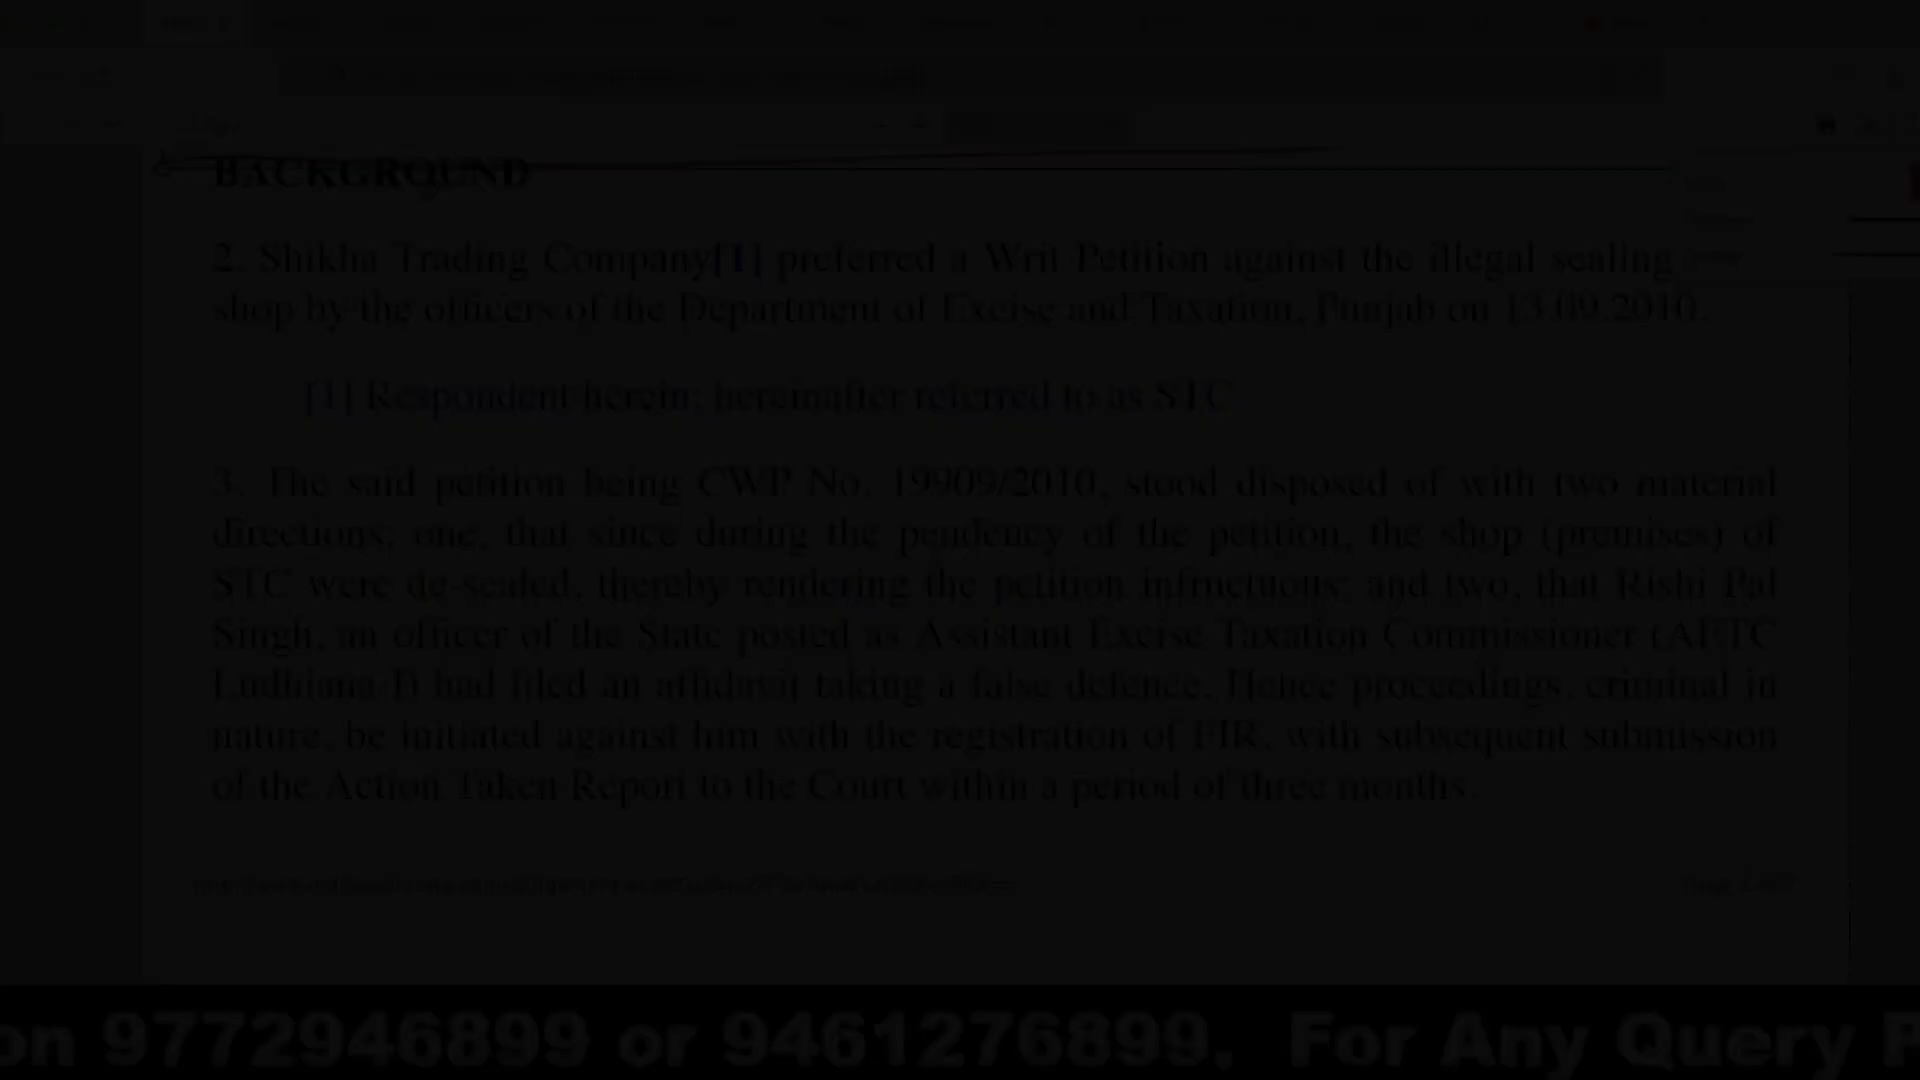 BACKGROUND
2. Shikha Trading Company[1] preferred a Writ Petition against the illegal sealing
shop by the officers of the Department of Excise and Taxation, Punjab on 13.09.2010.
[1] Respondent herein; hereinafter referred to as STC
3. The said petition being CWP No. 19909/2010, stood disposed of with two material
directions; one, that since during the pendency of the petition, the shop (premises) of
STC were de-sealed, thereby rendering the petition infructuous; and two, that Rishi Pal
Singh, an officer of the State posted as Assistant Excise Taxation Commissioner (AETC
Ludhiana-I) had filed an affidavit taking a false defence. Hence proceedings, criminal in
nature, be initiated against him with the registration of FIR, with subsequent submission
of the Action Taken Report to the Court within a period of three months.
on 9772946899 or 9461276899. For Any Query P